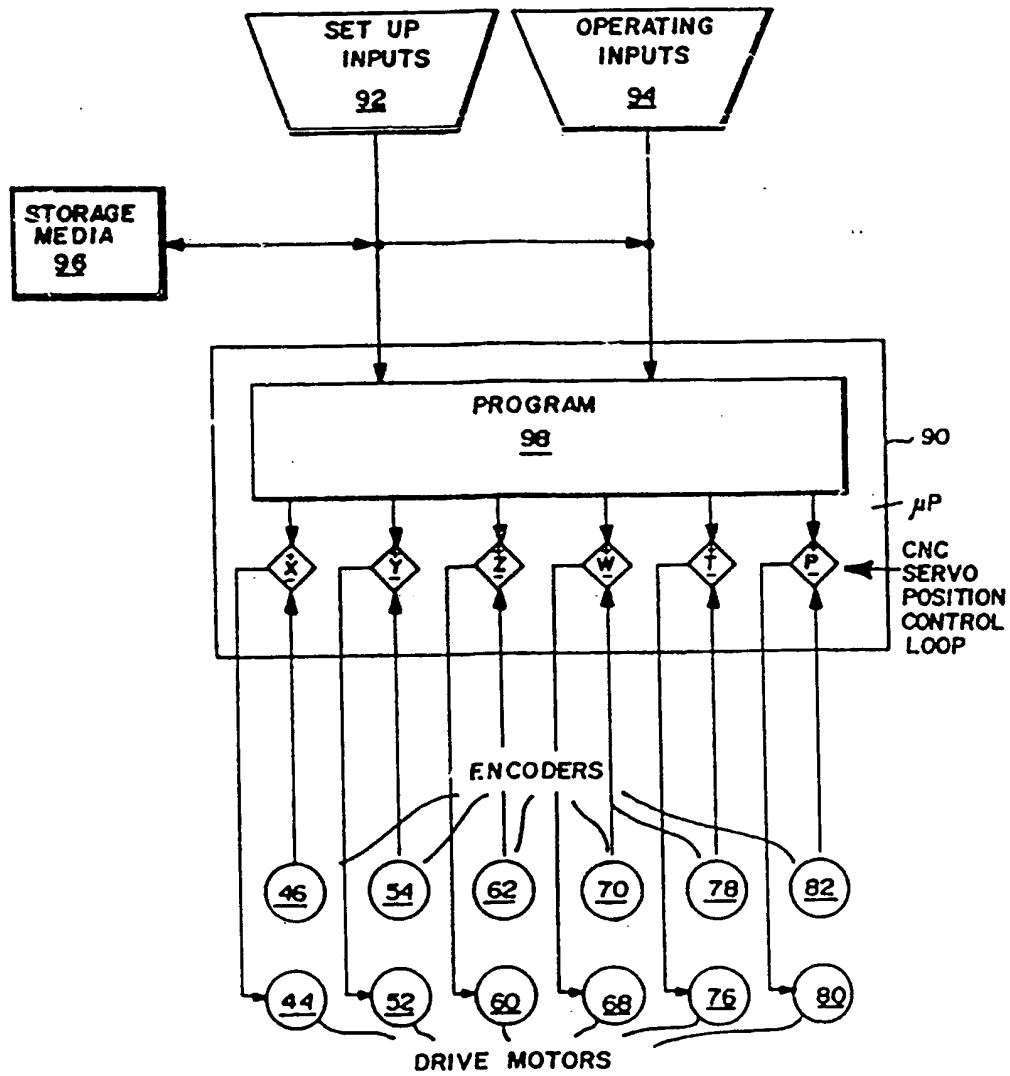 SET UP
INPUTS
92
OPERATING
INPUTS
94
STORAGE
MEDIA
96
PROGRAM
98
90
μP
X
Y
Z
W
T
P
CNC
SERVO
POSITION
CONTROL
LOOP
ENCODERS
46
54
62
70
78
82
44
52
60
68
76
80
DRIVE MOTORS